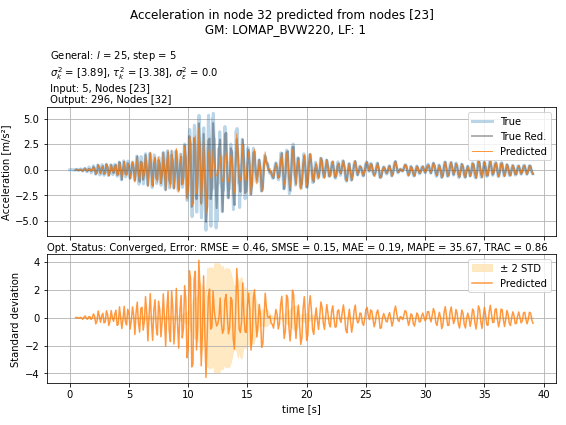 Acceleration in node 32 predicted from nodes [23]
GM: LOMAP_BVW220, LF: 1
General: l = 25, step = 5
σ²ₖ = [3.89], τ²ₖ = [3.38], σ²ε = 0.0
Input: 5, Nodes [23]
Output: 296, Nodes [32]
Acceleration [m/s²]
5.0
2.5
0.0
−2.5
−5.0
True
True Red.
Predicted
Opt. Status: Converged, Error: RMSE = 0.46, SMSE = 0.15, MAE = 0.19, MAPE = 35.67, TRAC = 0.86
Standard deviation
4
2
0
−2
−4
± 2 STD
Predicted
0 5 10 15 20 25 30 35 40
time [s]